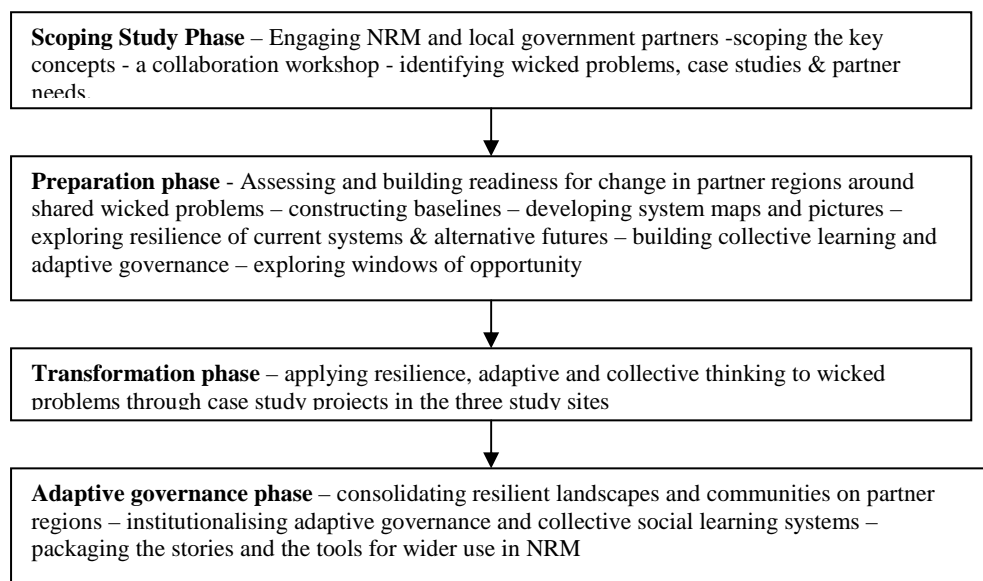 Scoping Study Phase – Engaging NRM and local government partners -scoping the key
concepts - a collaboration workshop - identifying wicked problems, case studies & partner
needs.
Preparation phase - Assessing and building readiness for change in partner regions around
shared wicked problems – constructing baselines – developing system maps and pictures –
exploring resilience of current systems & alternative futures – building collective learning and
adaptive governance – exploring windows of opportunity
Transformation phase – applying resilience, adaptive and collective thinking to wicked
problems through case study projects in the three study sites
Adaptive governance phase – consolidating resilient landscapes and communities on partner
regions – institutionalising adaptive governance and collective social learning systems –
packaging the stories and the tools for wider use in NRM